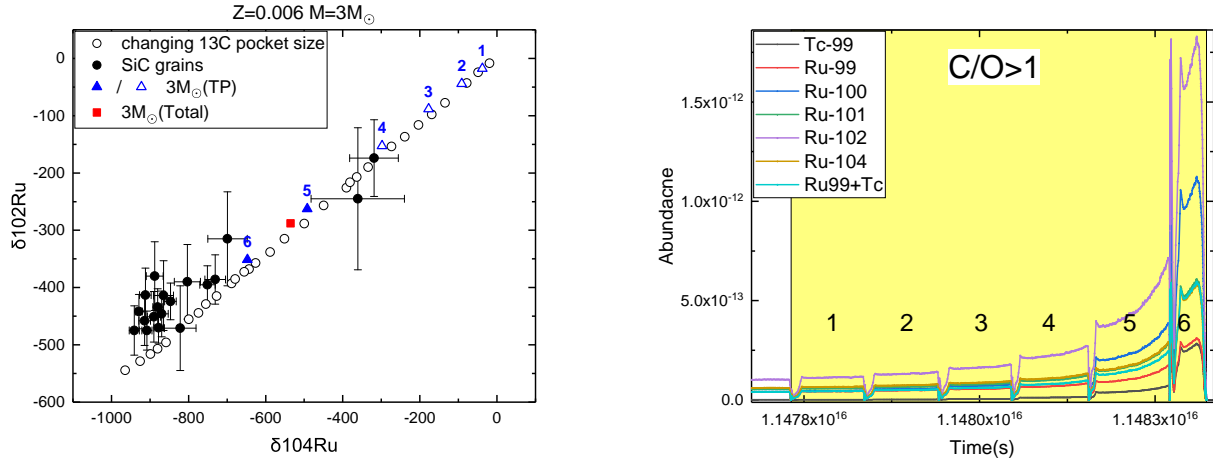 Z=0.006 M=3M☉
changing 13C pocket size
SiC grains
/ 3M☉(TP)
3M☉(Total)
1
2
3
4
5
6
0
-100
-200
-300
-400
-500
-600
-1000
-800
-600
-400
-200
0
δ102Ru
δ104Ru
Tc-99
Ru-99
Ru-100
Ru-101
Ru-102
Ru-104
Ru99+Tc
C/O>1
1.5x10⁻¹²
1.0x10⁻¹²
5.0x10⁻¹³
0.0
Abundacne
1
2
3
4
5
6
1.1478x10¹⁶
1.1480x10¹⁶
1.1483x10¹⁶
Time(s)